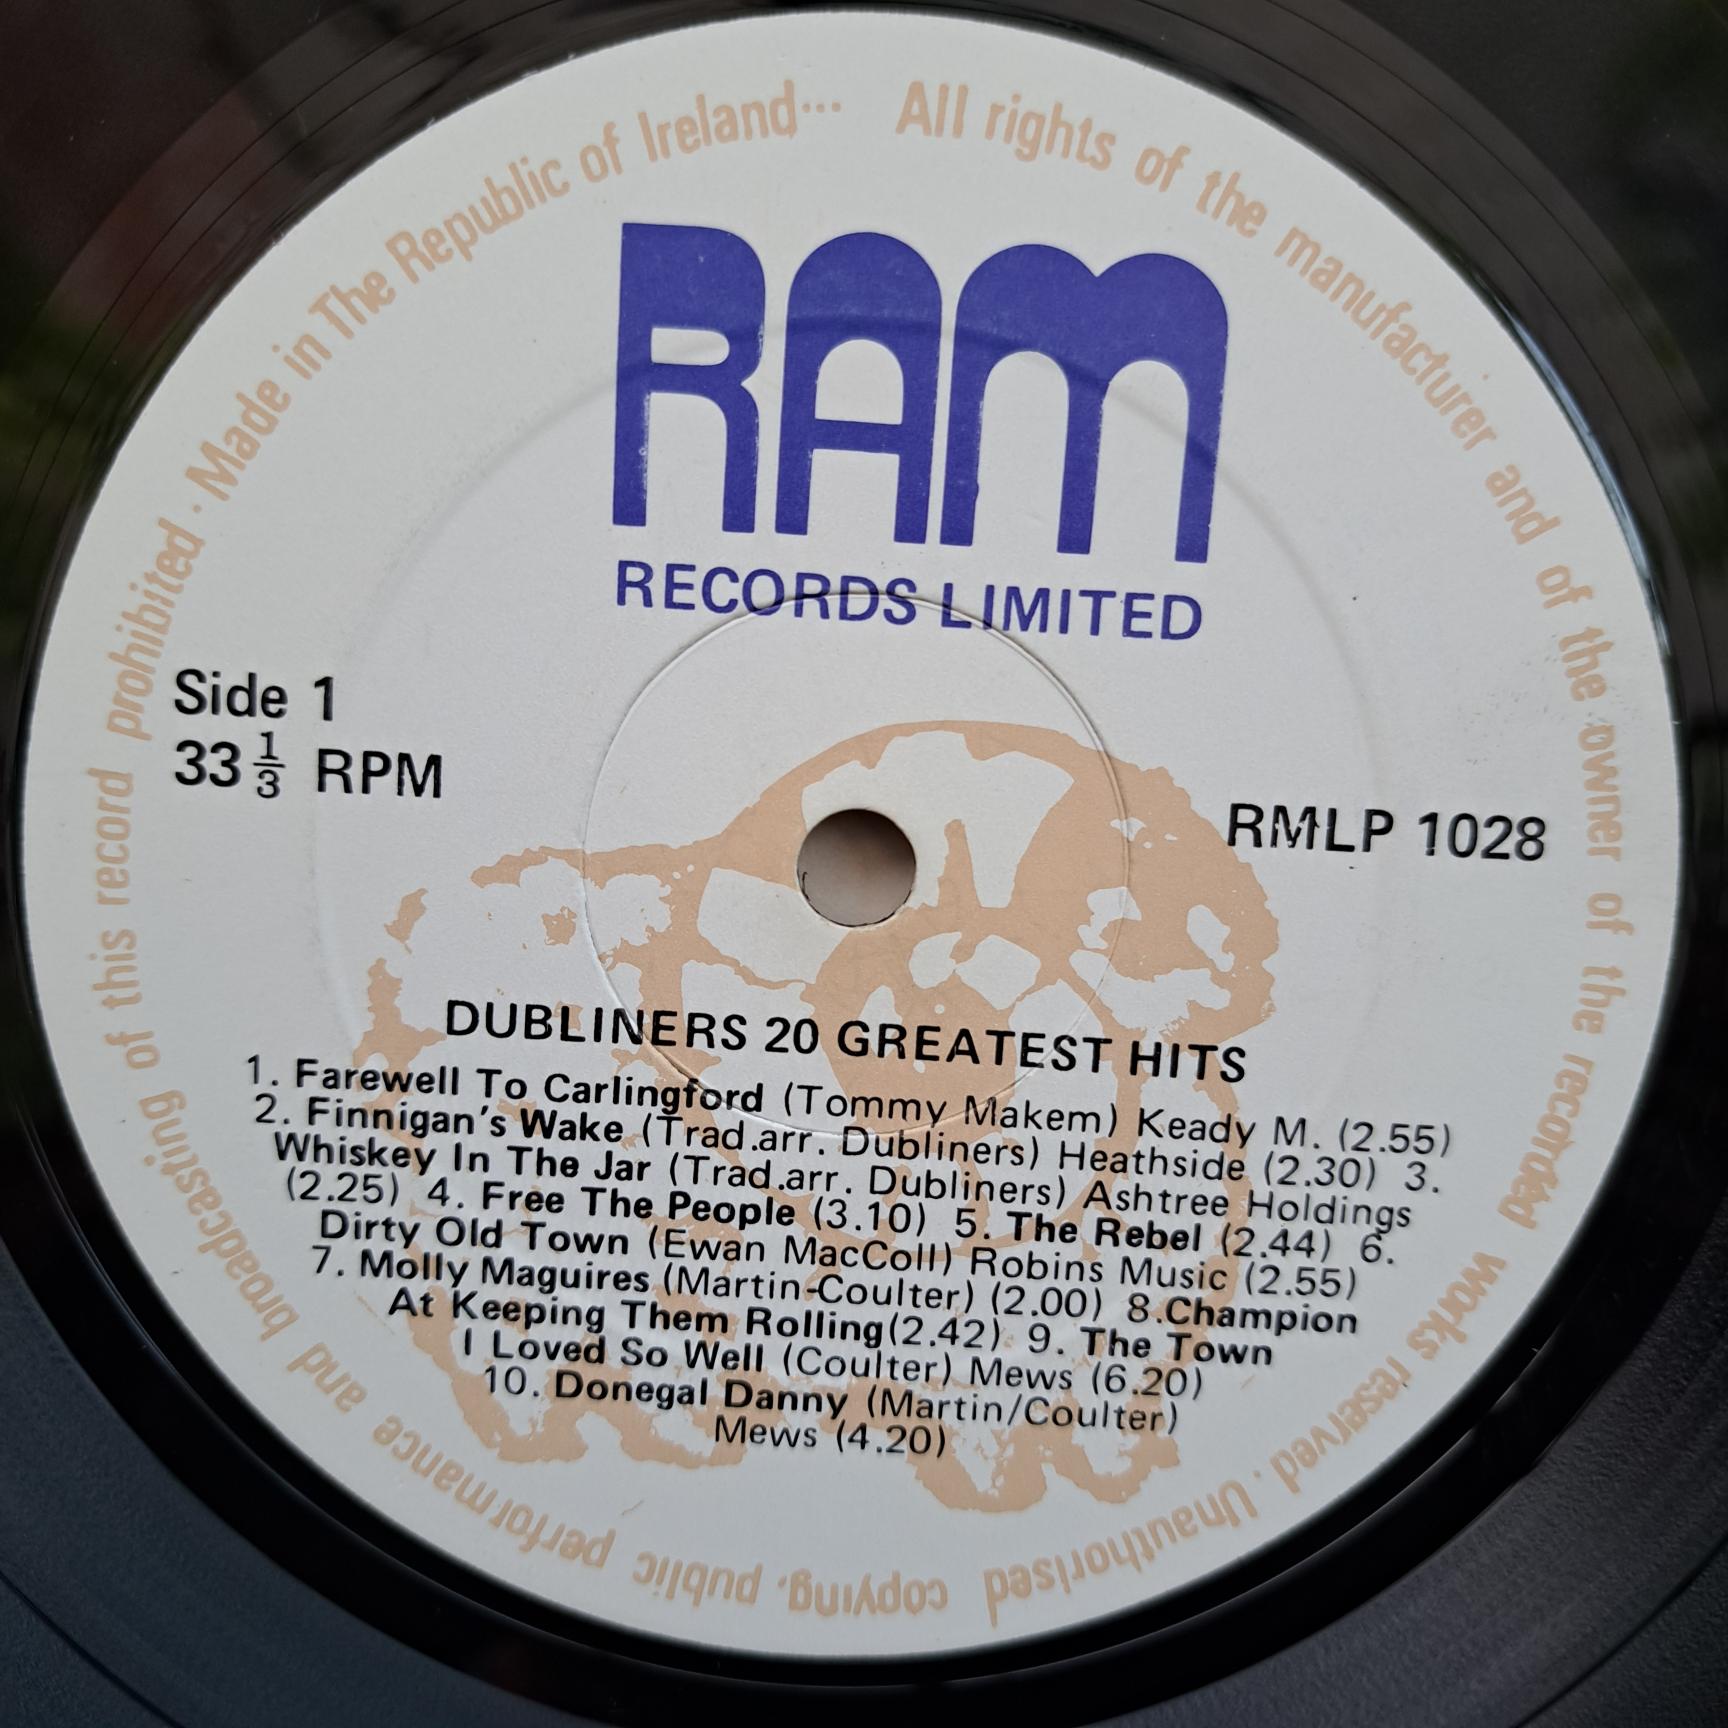 RAM
RECORDS LIMITED
Side 1
33 1/3 RPM
RMLP 1028
DUBLINERS 20 GREATEST HITS
1. Farewell To Carlingford (Tommy Makem) Keady M. (2.55)
2. Finnigan's Wake (Trad.arr. Dubliners) Heathside (2.30) 3.
Whiskey In The Jar (Trad.arr. Dubliners) Ashtree Holdings
(2.25) 4. Free The People (3.10) 5. The Rebel (2.44) 6.
Dirty Old Town (Ewan MacColl) Robins Music (2.55)
7. Molly Maguires (Martin-Coulter) (2.00) 8.Champion
At Keeping Them Rolling(2.42) 9. The Town
I Loved So Well (Coulter) Mews (6.20)
10. Donegal Danny (Martin/Coulter)
Mews (4.20)
All rights of the manufacturer and of the owner of the recorded works reserved. Unauthorised copying, public performance and broadcasting of this record prohibited · Made in The Republic of Ireland...